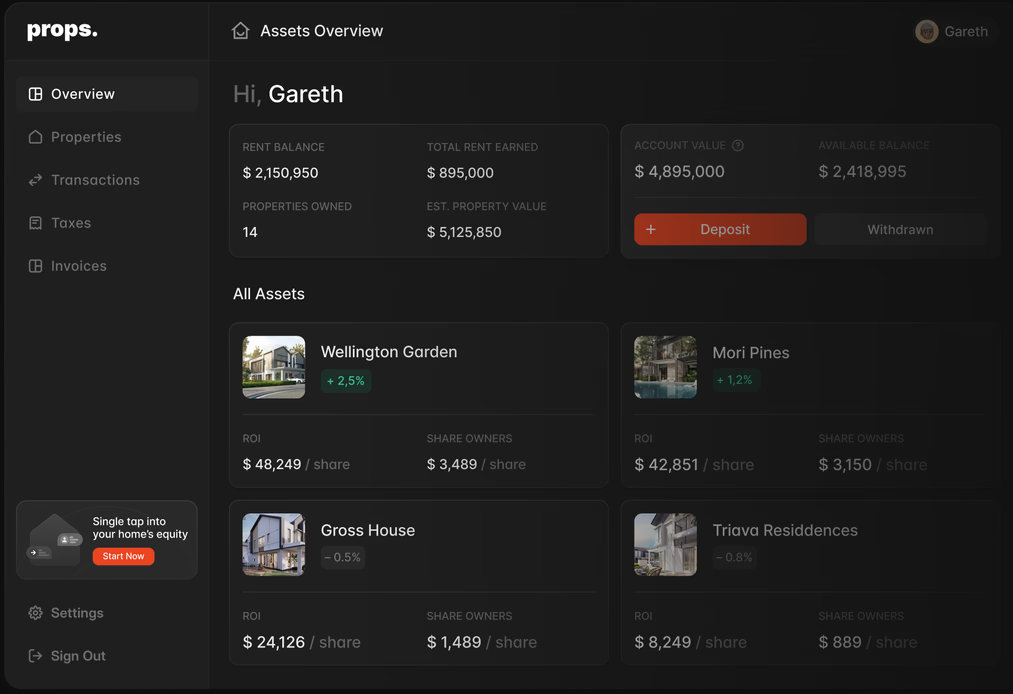 props.
Assets Overview
Gareth
Overview
Properties
Transactions
Taxes
Invoices
Single tap into
your home's equity
Start Now
Settings
Sign Out
Hi, Gareth
RENT BALANCE
$ 2,150,950
TOTAL RENT EARNED
$ 895,000
PROPERTIES OWNED
14
EST. PROPERTY VALUE
$ 5,125,850
ACCOUNT VALUE ?
$ 4,895,000
AVAILABLE BALANCE
$ 2,418,995
+ Deposit
Withdrawn
All Assets
Wellington Garden
+ 2,5%
ROI
$ 48,249 / share
SHARE OWNERS
$ 3,489 / share
Mori Pines
+ 1,2%
ROI
$ 42,851 / share
SHARE OWNERS
$ 3,150 / share
Gross House
– 0.5%
ROI
$ 24,126 / share
SHARE OWNERS
$ 1,489 / share
Triava Residdences
– 0.8%
ROI
$ 8,249 / share
SHARE OWNERS
$ 889 / share